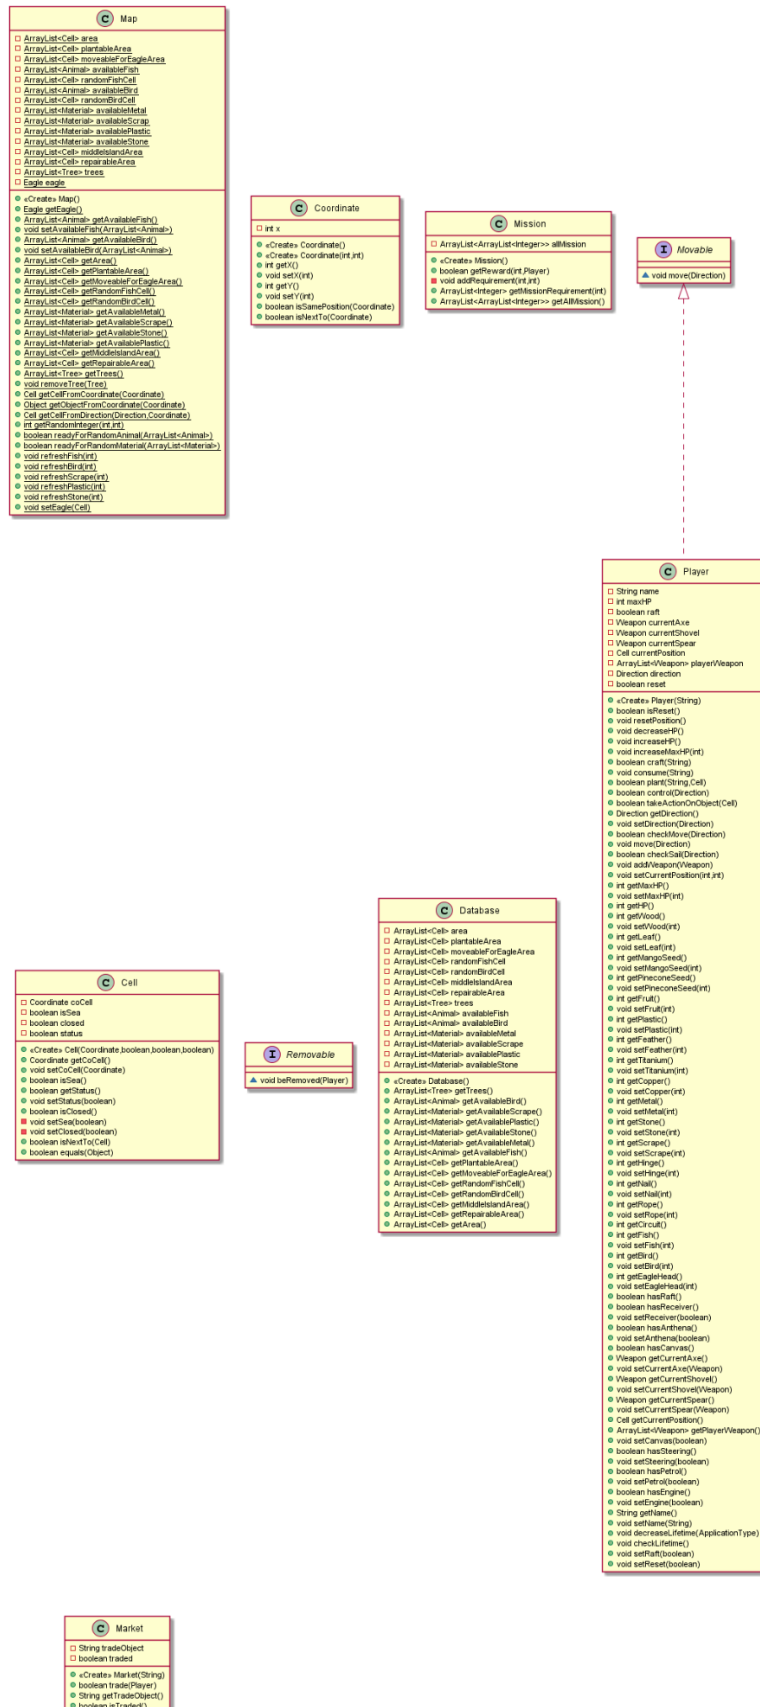 C Map
ArrayList<Cell> area
ArrayList<Cell> plantableArea
ArrayList<Cell> moveableForEagleArea
ArrayList<Animal> availableFish
ArrayList<Cell> randomFishCell
ArrayList<Animal> availableBird
ArrayList<Cell> randomBirdCell
ArrayList<Material> availableMetal
ArrayList<Material> availableScrap
ArrayList<Material> availablePlastic
ArrayList<Material> availableStone
ArrayList<Cell> middleIslandArea
ArrayList<Cell> repairableArea
ArrayList<Tree> trees
Eagle eagle
«Create» Map()
Eagle getEagle()
ArrayList<Animal> getAvailableFish()
void setAvailableFish(ArrayList<Animal>)
ArrayList<Animal> getAvailableBird()
void setAvailableBird(ArrayList<Animal>)
ArrayList<Cell> getArea()
ArrayList<Cell> getPlantableArea()
ArrayList<Cell> getMoveableForEagleArea()
ArrayList<Cell> getRandomFishCell()
ArrayList<Cell> getRandomBirdCell()
ArrayList<Material> getAvailableMetal()
ArrayList<Material> getAvailableScrape()
ArrayList<Material> getAvailableStone()
ArrayList<Material> getAvailablePlastic()
ArrayList<Cell> getMiddleIslandArea()
ArrayList<Cell> getRepairableArea()
ArrayList<Tree> getTrees()
void removeTree(Tree)
Cell getCellFromCoordinate(Coordinate)
Object getObjectFromCoordinate(Coordinate)
Cell getCellFromDirection(Direction,Coordinate)
int getRandomInteger(int,int)
boolean readyForRandomAnimal(ArrayList<Animal>)
boolean readyForRandomMaterial(ArrayList<Material>)
void refreshFish(int)
void refreshBird(int)
void refreshScrape(int)
void refreshPlastic(int)
void refreshStone(int)
void setEagle(Cell)
C Coordinate
int x
«Create» Coordinate()
«Create» Coordinate(int,int)
int getX()
void setX(int)
int getY()
void setY(int)
boolean isSamePosition(Coordinate)
boolean isNextTo(Coordinate)
C Mission
ArrayList<ArrayList<Integer>> allMission
«Create» Mission()
boolean getReward(int,Player)
void addRequirement(int,int)
ArrayList<Integer> getMissionRequirement(int)
ArrayList<ArrayList<Integer>> getAllMission()
I Movable
void move(Direction)
C Player
String name
int maxHP
boolean raft
Weapon currentAxe
Weapon currentShovel
Weapon currentSpear
Cell currentPosition
ArrayList<Weapon> playerWeapon
Direction direction
boolean reset
«Create» Player(String)
boolean isReset()
void resetPosition()
void decreaseHP()
void increaseHP()
void increaseMaxHP(int)
boolean craft(String)
void consume(String)
boolean plant(String,Cell)
boolean control(Direction)
boolean takeActionOnObject(Cell)
Direction getDirection()
void setDirection(Direction)
boolean checkMove(Direction)
void move(Direction)
boolean checkSail(Direction)
void addWeapon(Weapon)
void setCurrentPosition(int,int)
int getMaxHP()
void setMaxHP(int)
int getHP()
int getWood()
void setWood(int)
int getLeaf()
void setLeaf(int)
int getMangoSeed()
void setMangoSeed(int)
int getPineconeSeed()
void setPineconeSeed(int)
int getFruit()
void setFruit(int)
int getPlastic()
void setPlastic(int)
int getFeather()
void setFeather(int)
int getTitanium()
void setTitanium(int)
int getCopper()
void setCopper(int)
int getMetal()
void setMetal(int)
int getStone()
void setStone(int)
int getScrape()
void setScrape(int)
int getHinge()
void setHinge(int)
int getNail()
void setNail(int)
int getRope()
void setRope(int)
int getCircuit()
int getFish()
void setFish(int)
int getBird()
void setBird(int)
int getEagleHead()
void setEagleHead(int)
boolean hasRaft()
boolean hasReceiver()
void setReceiver(boolean)
boolean hasAnthena()
void setAnthena(boolean)
boolean hasCanvas()
Weapon getCurrentAxe()
void setCurrentAxe(Weapon)
Weapon getCurrentShovel()
void setCurrentShovel(Weapon)
Weapon getCurrentSpear()
void setCurrentSpear(Weapon)
Cell getCurrentPosition()
ArrayList<Weapon> getPlayerWeapon()
void setCanvas(boolean)
boolean hasSteering()
void setSteering(boolean)
boolean hasPetrol()
void setPetrol(boolean)
boolean hasEngine()
void setEngine(boolean)
String getName()
void setName(String)
void decreaseLifetime(ApplicationType)
void checkLifetime()
void setRaft(boolean)
void setReset(boolean)
C Database
ArrayList<Cell> area
ArrayList<Cell> plantableArea
ArrayList<Cell> moveableForEagleArea
ArrayList<Cell> randomFishCell
ArrayList<Cell> randomBirdCell
ArrayList<Cell> middleIslandArea
ArrayList<Cell> repairableArea
ArrayList<Tree> trees
ArrayList<Animal> availableFish
ArrayList<Animal> availableBird
ArrayList<Material> availableMetal
ArrayList<Material> availableScrape
ArrayList<Material> availablePlastic
ArrayList<Material> availableStone
«Create» Database()
ArrayList<Tree> getTrees()
ArrayList<Animal> getAvailableBird()
ArrayList<Material> getAvailableScrape()
ArrayList<Material> getAvailablePlastic()
ArrayList<Material> getAvailableStone()
ArrayList<Material> getAvailableMetal()
ArrayList<Animal> getAvailableFish()
ArrayList<Cell> getPlantableArea()
ArrayList<Cell> getMoveableForEagleArea()
ArrayList<Cell> getRandomFishCell()
ArrayList<Cell> getRandomBirdCell()
ArrayList<Cell> getMiddleIslandArea()
ArrayList<Cell> getRepairableArea()
ArrayList<Cell> getArea()
C Cell
Coordinate coCell
boolean isSea
boolean closed
boolean status
«Create» Cell(Coordinate,boolean,boolean,boolean)
Coordinate getCoCell()
void setCoCell(Coordinate)
boolean isSea()
boolean getStatus()
void setStatus(boolean)
boolean isClosed()
void setSea(boolean)
void setClosed(boolean)
boolean isNextTo(Cell)
boolean equals(Object)
I Removable
void beRemoved(Player)
C Market
String tradeObject
boolean traded
«Create» Market(String)
boolean trade(Player)
String getTradeObject()
boolean isTraded()